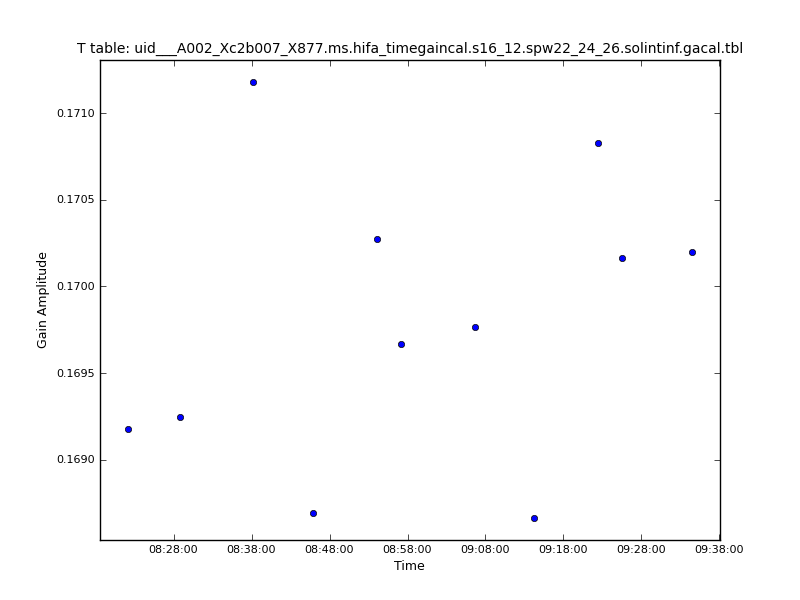 T table: uid___A002_Xc2b007_X877.ms.hifa_timegaincal.s16_12.spw22_24_26.solintinf.gacal.tbl
0.1710
0.1705
0.1700
0.1695
0.1690
Gain Amplitude
08:28:00 08:38:00 08:48:00 08:58:00 09:08:00 09:18:00 09:28:00 09:38:00
Time